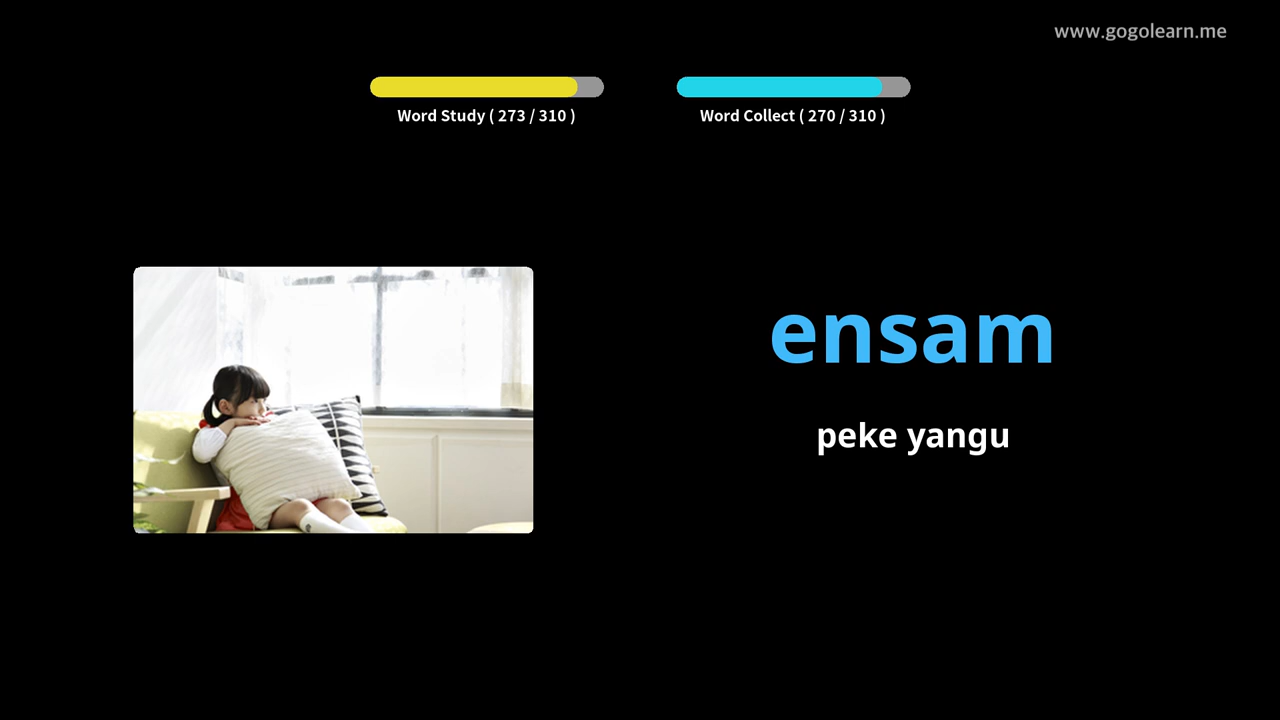 www.gogolearn.me
Word Study ( 273 / 310 )
Word Collect ( 270 / 310 )
ensam
peke yangu